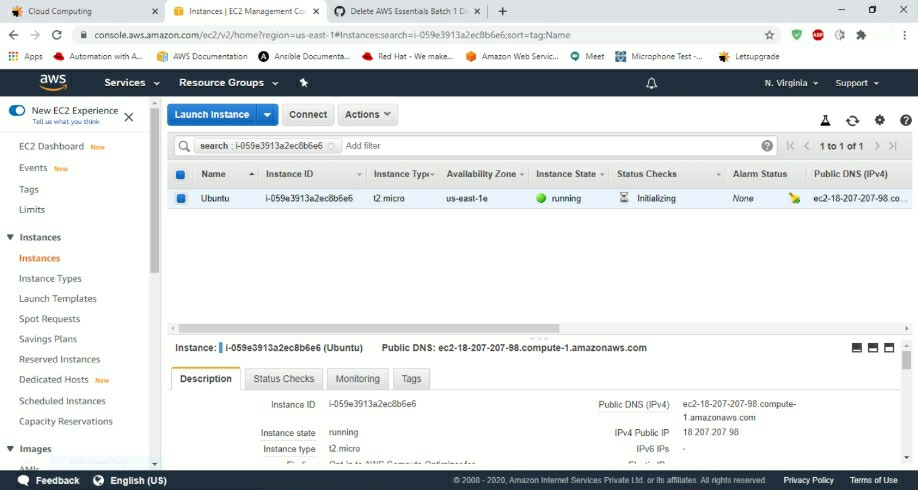 Cloud Computing
Instances | EC2 Management Co
Delete AWS Essentials Batch 1 Di
console.aws.amazon.com/ec2/v2/home?region=us-east-1#Instances:search=i-059e3913a2ec8b6e6;sort=tag:Name
Apps
Automation with A...
AWS Documentation
Ansible Documenta...
Red Hat - We make...
Amazon Web Servic...
Meet
Microphone Test -...
Letsupgrade
aws
Services
Resource Groups
N. Virginia
Support
New EC2 Experience
Tell us what you think
Launch Instance
Connect
Actions
EC2 Dashboard New
Events New
Tags
Limits
Instances
Instances
Instance Types
Launch Templates
Spot Requests
Savings Plans
Reserved Instances
Dedicated Hosts New
Scheduled Instances
Capacity Reservations
Images
AMIs
search : i-059e3913a2ec8b6e6
Add filter
1 to 1 of 1
Name
Instance ID
Instance Type
Availability Zone
Instance State
Status Checks
Alarm Status
Public DNS (IPv4)
Ubuntu
i-059e3913a2ec8b6e6
t2.micro
us-east-1e
running
Initializing
None
ec2-18-207-207-98.co...
Instance: i-059e3913a2ec8b6e6 (Ubuntu)
Public DNS: ec2-18-207-207-98.compute-1.amazonaws.com
Description
Status Checks
Monitoring
Tags
Instance ID i-059e3913a2ec8b6e6
Public DNS (IPv4) ec2-18-207-207-98.compute-
1.amazonaws.com
Instance state running
IPv4 Public IP 18.207.207.98
Instance type t2.micro
IPv6 IPs -
Opt-in to AWS Compute Optimizer for
Feedback
English (US)
© 2008 - 2020, Amazon Internet Services Private Ltd. or its affiliates. All rights reserved.
Privacy Policy
Terms of Use